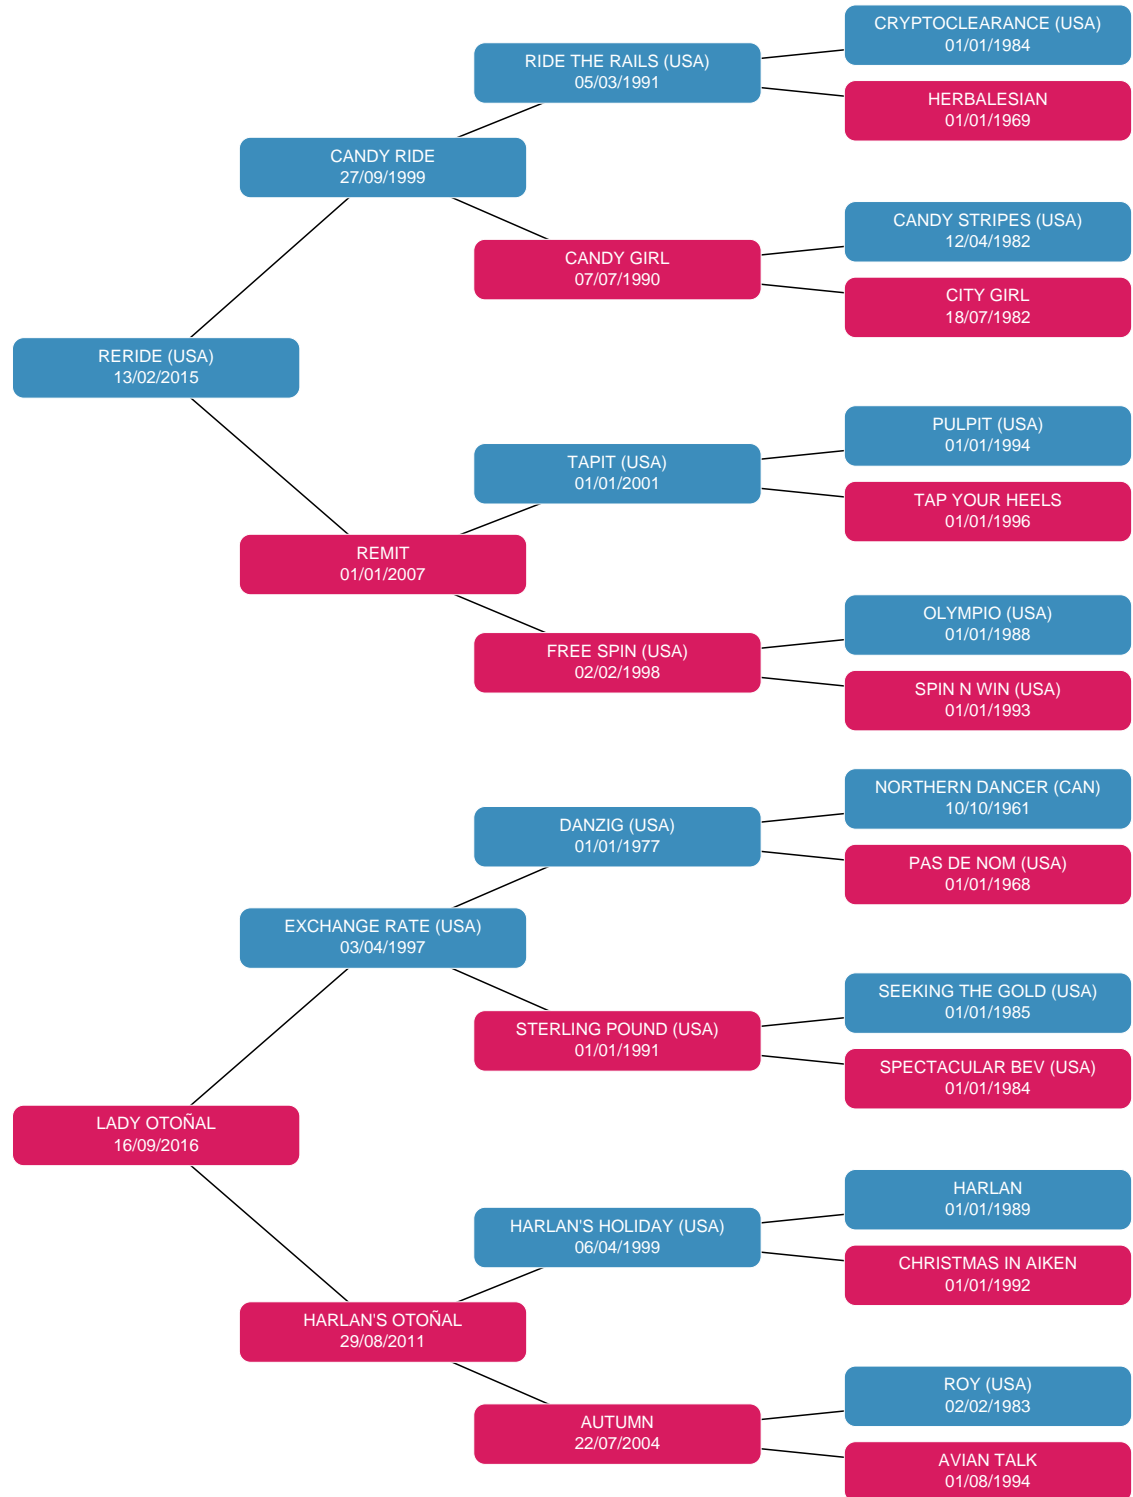 CRYPTOCLEARANCE (USA)
01/01/1984
RIDE THE RAILS (USA)
05/03/1991
HERBALESIAN
01/01/1969
CANDY RIDE
27/09/1999
CANDY STRIPES (USA)
12/04/1982
CANDY GIRL
07/07/1990
CITY GIRL
18/07/1982
RERIDE (USA)
13/02/2015
PULPIT (USA)
01/01/1994
TAPIT (USA)
01/01/2001
TAP YOUR HEELS
01/01/1996
REMIT
01/01/2007
OLYMPIO (USA)
01/01/1988
FREE SPIN (USA)
02/02/1998
SPIN N WIN (USA)
01/01/1993
NORTHERN DANCER (CAN)
10/10/1961
DANZIG (USA)
01/01/1977
PAS DE NOM (USA)
01/01/1968
EXCHANGE RATE (USA)
03/04/1997
SEEKING THE GOLD (USA)
01/01/1985
STERLING POUND (USA)
01/01/1991
SPECTACULAR BEV (USA)
01/01/1984
LADY OTOÑAL
16/09/2016
HARLAN
01/01/1989
HARLAN'S HOLIDAY (USA)
06/04/1999
CHRISTMAS IN AIKEN
01/01/1992
HARLAN'S OTOÑAL
29/08/2011
ROY (USA)
02/02/1983
AUTUMN
22/07/2004
AVIAN TALK
01/08/1994